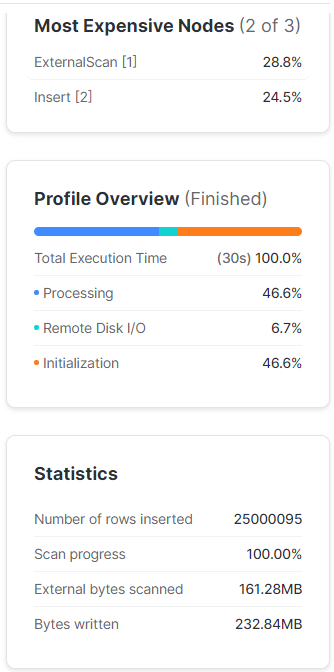 Most Expensive Nodes (2 of 3)
ExternalScan [1] 28.8%
Insert [2] 24.5%
Profile Overview (Finished)
Total Execution Time (30s) 100.0%
Processing 46.6%
Remote Disk I/O 6.7%
Initialization 46.6%
Statistics
Number of rows inserted 25000095
Scan progress 100.00%
External bytes scanned 161.28MB
Bytes written 232.84MB